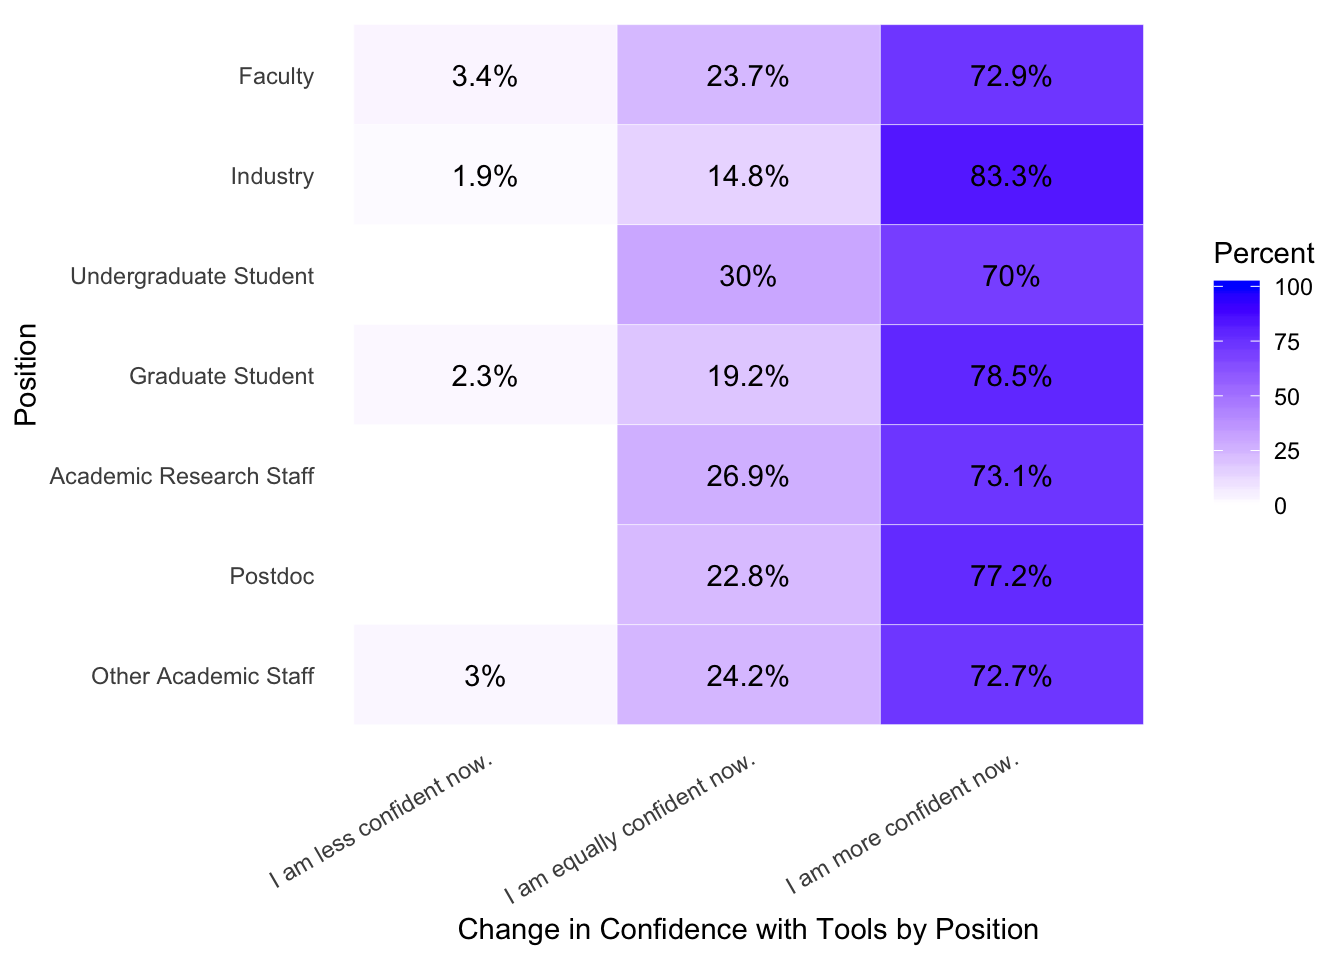 Faculty 3.4% 23.7% 72.9%
Industry 1.9% 14.8% 83.3%
Undergraduate Student 30% 70%
Graduate Student 2.3% 19.2% 78.5%
Academic Research Staff 26.9% 73.1%
Postdoc 22.8% 77.2%
Other Academic Staff 3% 24.2% 72.7%
Position
I am less confident now.
I am equally confident now.
I am more confident now.
Change in Confidence with Tools by Position
Percent
100
75
50
25
0